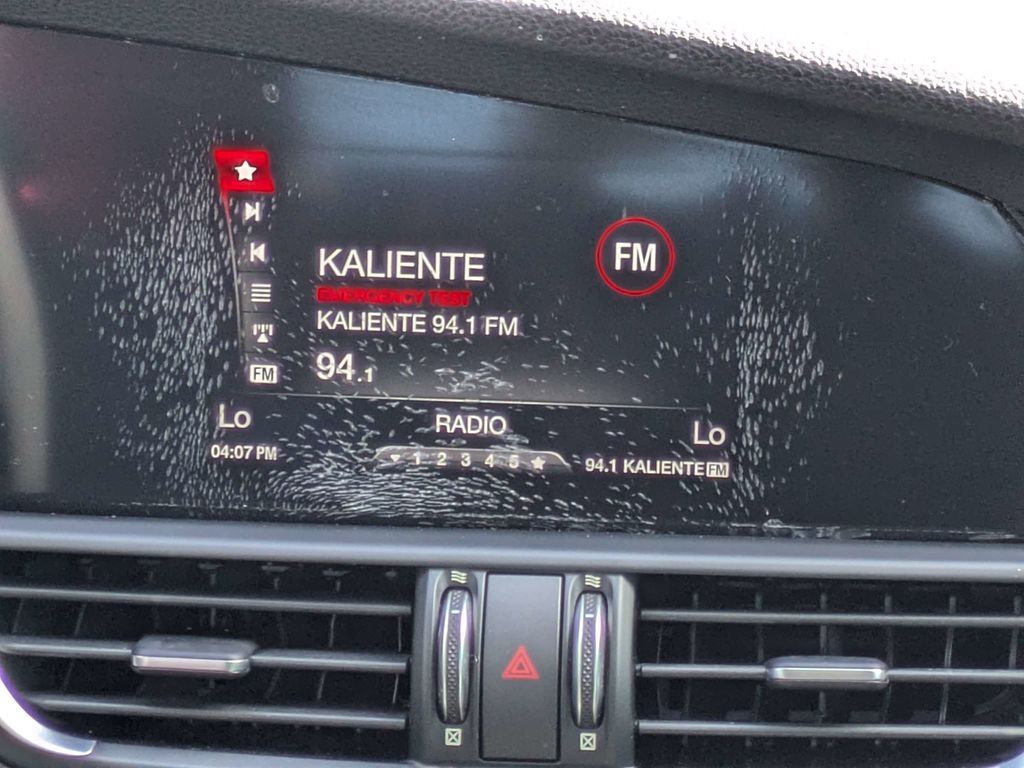 KALIENTE
EMERGENCY TEST
KALIENTE 94.1 FM
94.1
FM
FM
Lo
RADIO
Lo
04:07 PM
1 2 3 4 5
94.1 KALIENTE FM